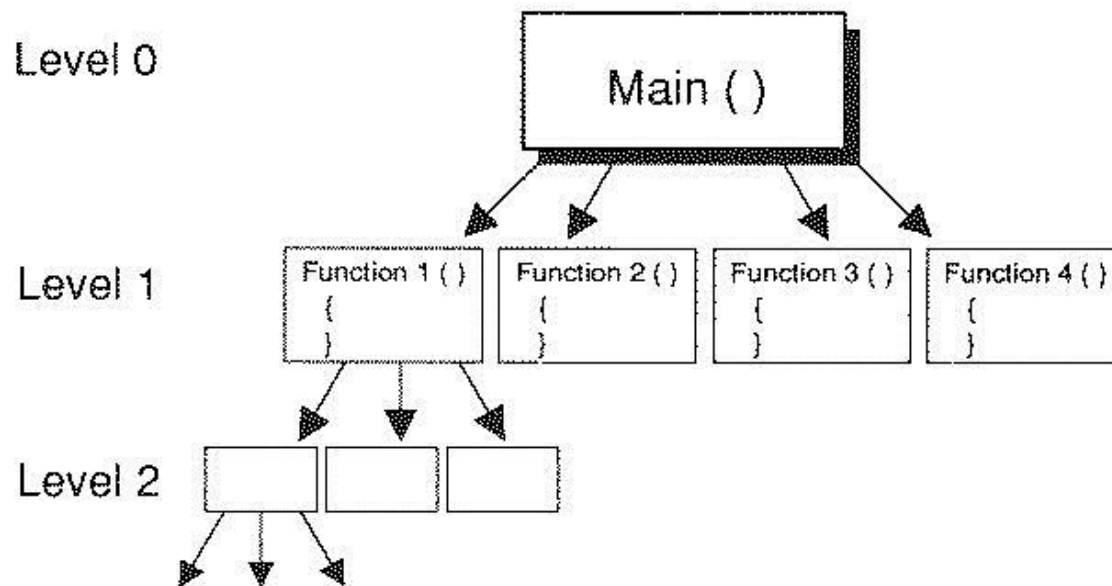 Level 0
Main ( )
Level 1
Function 1 ( )
{
}
Function 2 ( )
{
}
Function 3 ( )
{
}
Function 4 ( )
{
}
Level 2